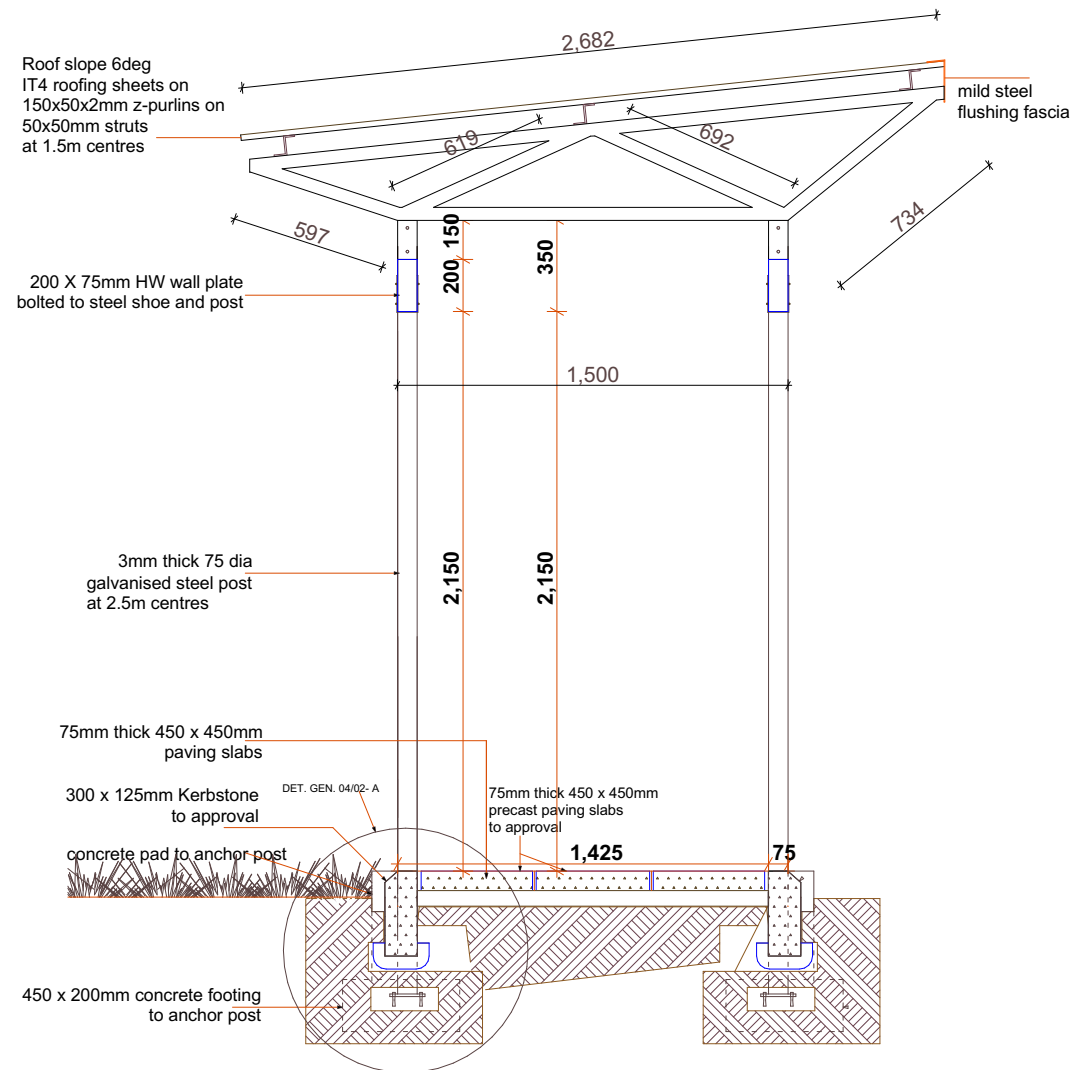 2,682
Roof slope 6deg
IT4 roofing sheets on
150x50x2mm z-purlins on
50x50mm struts
at 1.5m centres
mild steel
flushing fascia
619
692
597
734
150
200
350
200 X 75mm HW wall plate
bolted to steel shoe and post
1,500
3mm thick 75 dia
galvanised steel post
at 2.5m centres
2,150
2,150
75mm thick 450 x 450mm
paving slabs
300 x 125mm Kerbstone
to approval
DET. GEN. 04/02- A
75mm thick 450 x 450mm
precast paving slabs
to approval
concrete pad to anchor post
1,425
75
450 x 200mm concrete footing
to anchor post